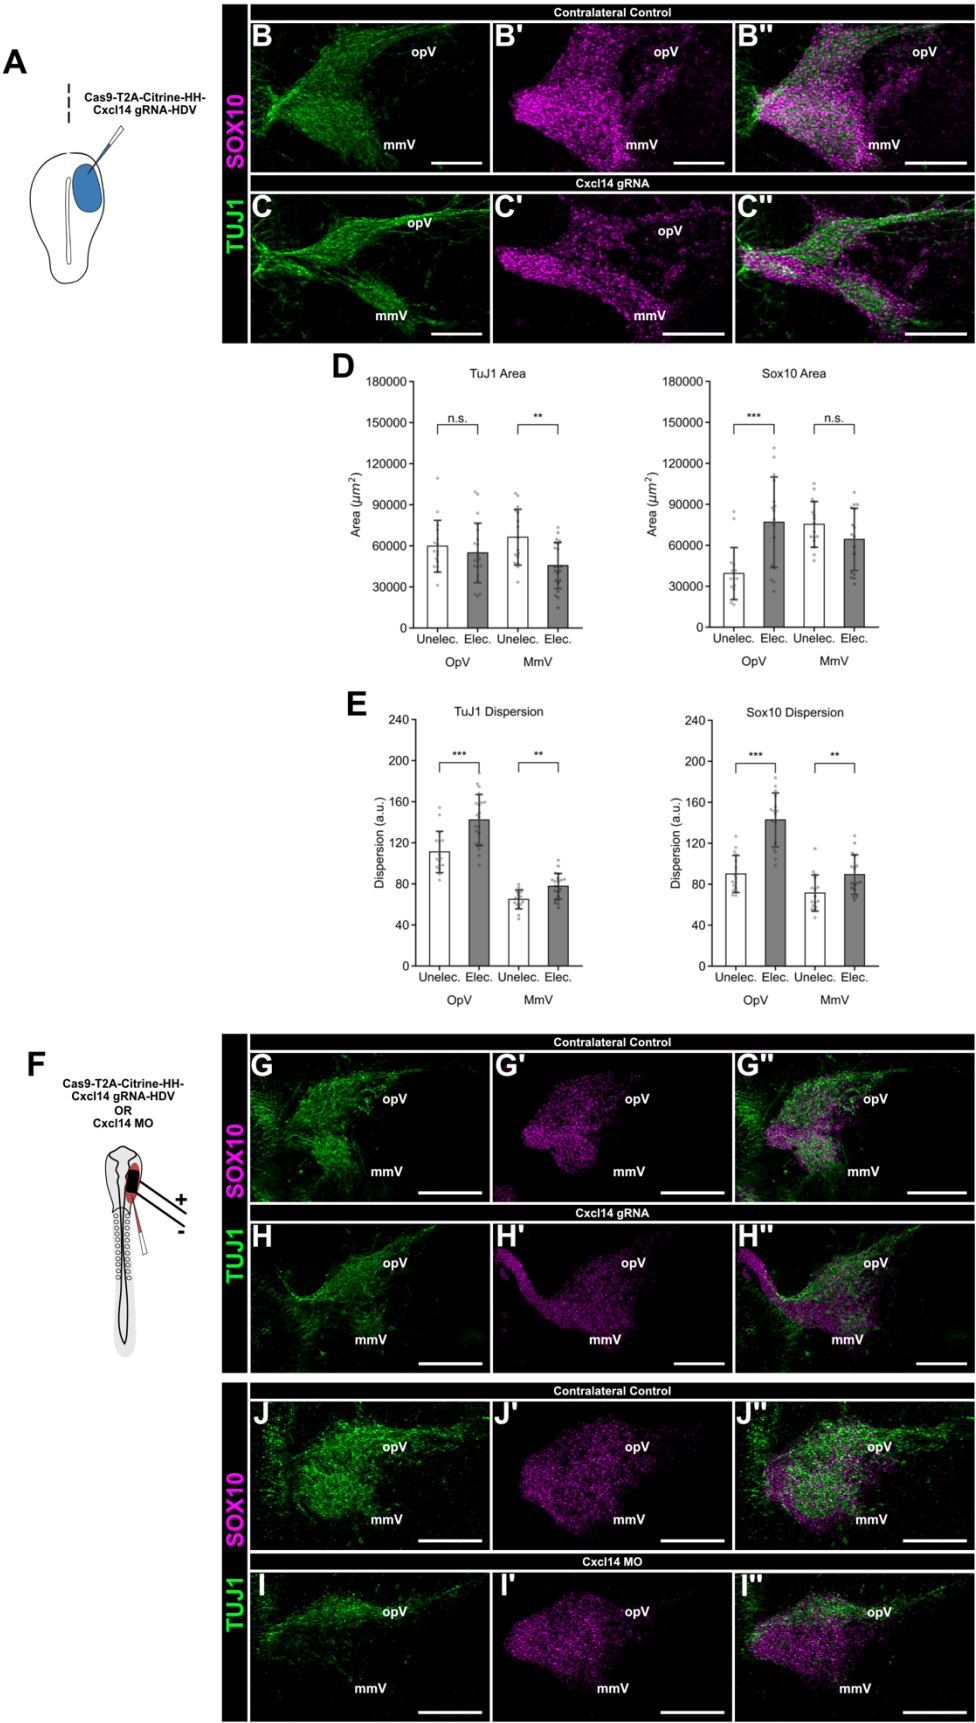 A
Cas9-T2A-Citrine-HH-
Cxcl14 gRNA-HDV
SOX10
TUJ1
Contralateral Control
B
opV
mmV
B'
opV
mmV
B''
opV
mmV
Cxcl14 gRNA
C
opV
mmV
C'
opV
mmV
C''
opV
mmV
D
TuJ1 Area
180000
150000
120000
90000
60000
30000
0
Area (μm²)
n.s.
**
Unelec. Elec. Unelec. Elec.
OpV MmV
Sox10 Area
180000
150000
120000
90000
60000
30000
0
Area (μm²)
***
n.s.
Unelec. Elec. Unelec. Elec.
OpV MmV
E
TuJ1 Dispersion
240
200
160
120
80
40
0
Dispersion (a.u.)
***
**
Unelec. Elec. Unelec. Elec.
OpV MmV
Sox10 Dispersion
240
200
160
120
80
40
0
Dispersion (a.u.)
***
**
Unelec. Elec. Unelec. Elec.
OpV MmV
F
Cas9-T2A-Citrine-HH-
Cxcl14 gRNA-HDV
OR
Cxcl14 MO
+
-
SOX10
TUJ1
Contralateral Control
G
opV
mmV
G'
opV
mmV
G''
opV
mmV
Cxcl14 gRNA
H
opV
mmV
H'
opV
mmV
H''
opV
mmV
SOX10
TUJ1
Contralateral Control
J
opV
mmV
J'
opV
mmV
J''
opV
mmV
Cxcl14 MO
I
opV
mmV
I'
opV
mmV
I''
opV
mmV